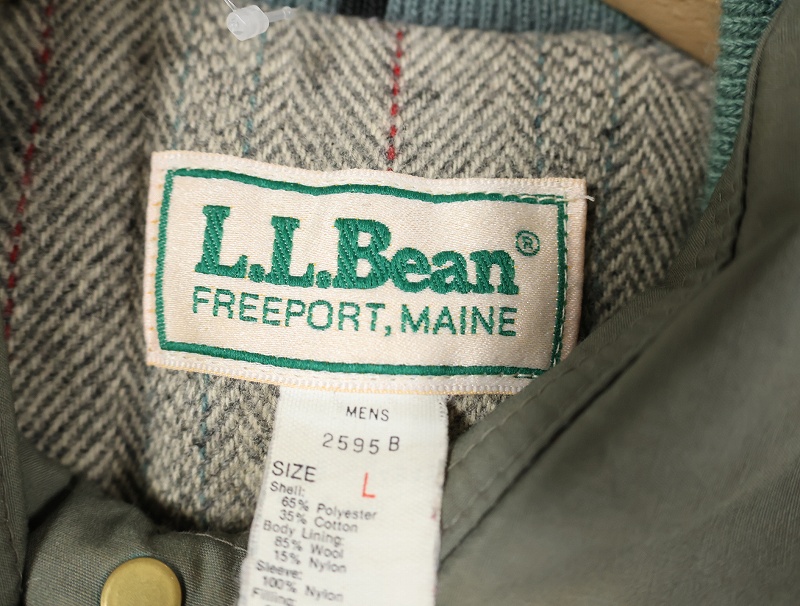 L.L.Bean®
FREEPORT, MAINE
MENS
2595 B
SIZE L
Shell:
65% Polyester
35% Cotton
Body Lining:
85% Wool
15% Nylon
Sleeve:
100% Nylon
Filling: